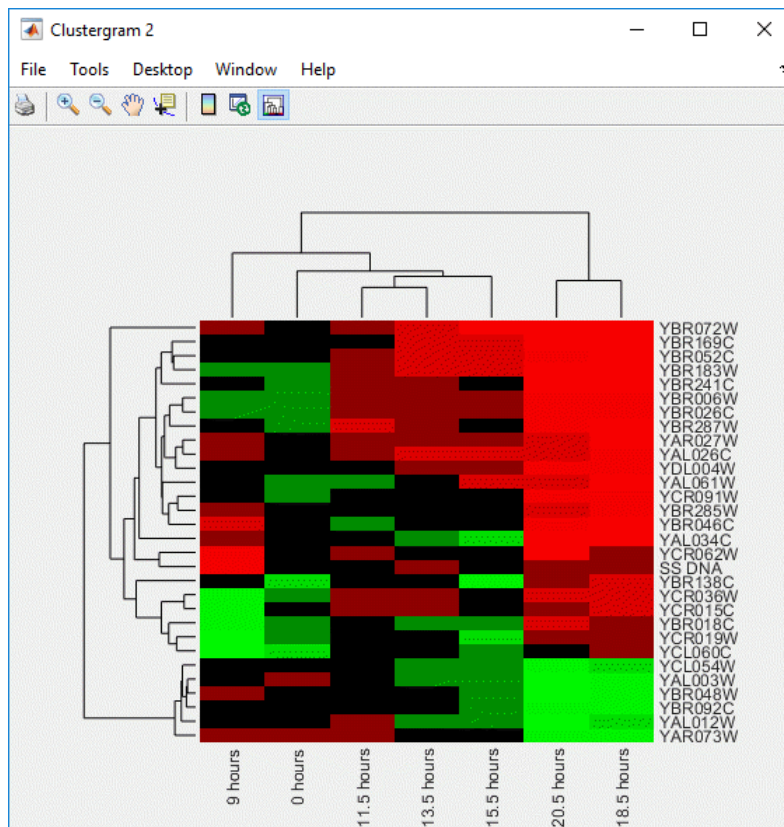 Clustergram 2
File Tools Desktop Window Help
YBR072W
YBR169C
YBR052C
YBR183W
YBR241C
YBR006W
YBR026C
YBR287W
YAR027W
YAL026C
YDL004W
YAL061W
YCR091W
YBR285W
YBR046C
YAL034C
YCR062W
SS DNA
YBR138C
YCR036W
YCR015C
YBR018C
YCR019W
YCL060C
YCL054W
YAL003W
YBR048W
YBR092C
YAL012W
YAR073W
9 hours
0 hours
11.5 hours
13.5 hours
15.5 hours
20.5 hours
18.5 hours